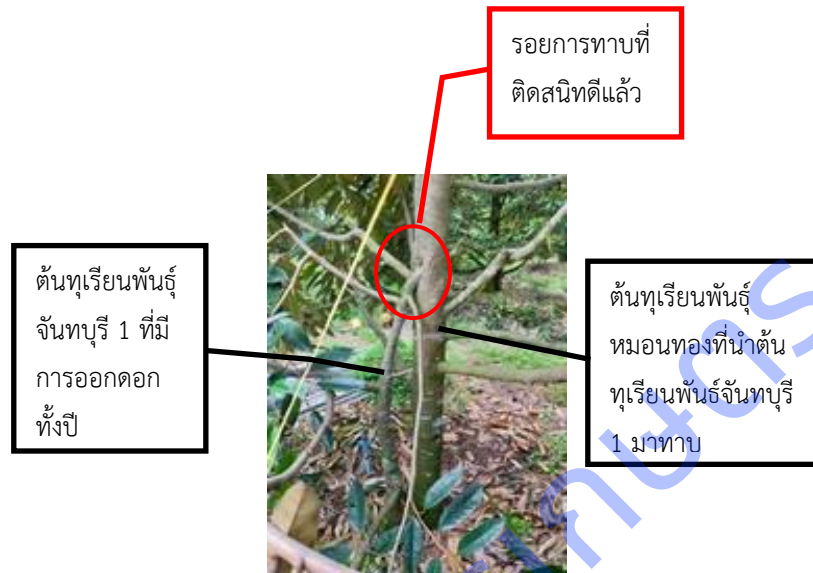 รอยการทาบที่
ติดสนิทดีแล้ว
ต้นทุเรียนพันธุ์
จันทบุรี 1 ที่มี
การออกดอก
ทั้งปี
ต้นทุเรียนพันธุ์
หมอนทองที่นำต้น
ทุเรียนพันธ์จันทบุรี
1 มาทาบ